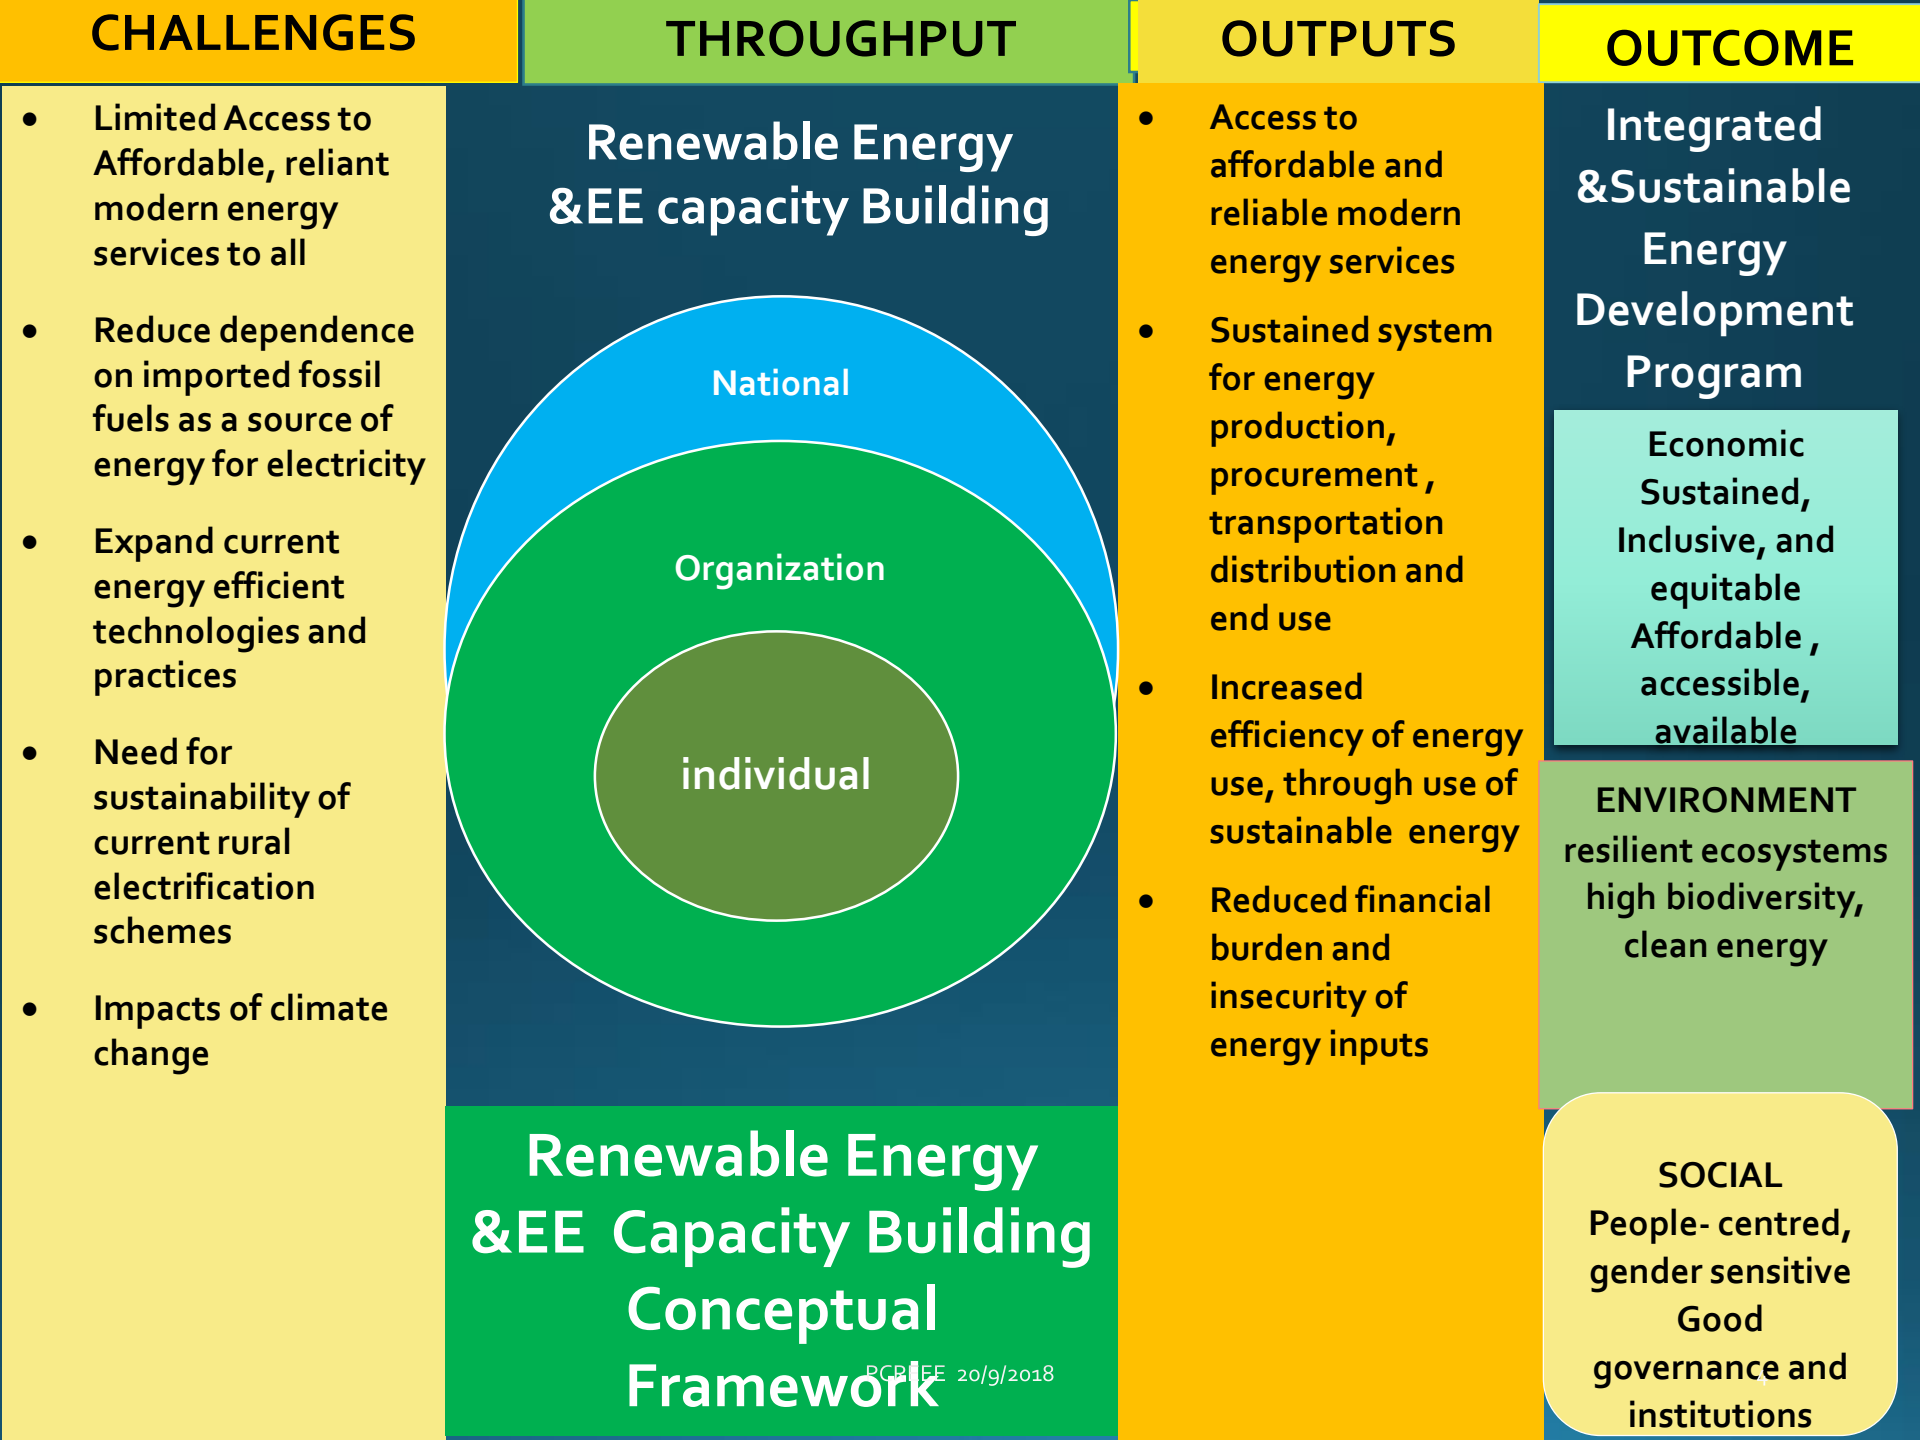 CHALLENGES
Limited Access to
Affordable, reliant
modern energy
services to all
Reduce dependence
on imported fossil
fuels as a source of
energy for electricity
Expand current
energy efficient
technologies and
practices
Need for
sustainability of
current rural
electrification
schemes
Impacts of climate
change
THROUGHPUT
Renewable Energy
&EE capacity Building
National
Organization
individual
Renewable Energy
&EE Capacity Building
Conceptual
Framework
PCREEE 20/9/2018
OUTPUTS
Access to
affordable and
reliable modern
energy services
Sustained system
for energy
production,
procurement ,
transportation
distribution and
end use
Increased
efficiency of energy
use, through use of
sustainable energy
Reduced financial
burden and
insecurity of
energy inputs
OUTCOME
Integrated
&Sustainable
Energy
Development
Program
Economic
Sustained,
Inclusive, and
equitable
Affordable ,
accessible,
available
ENVIRONMENT
resilient ecosystems
high biodiversity,
clean energy
SOCIAL
People- centred,
gender sensitive
Good
governance and
institutions